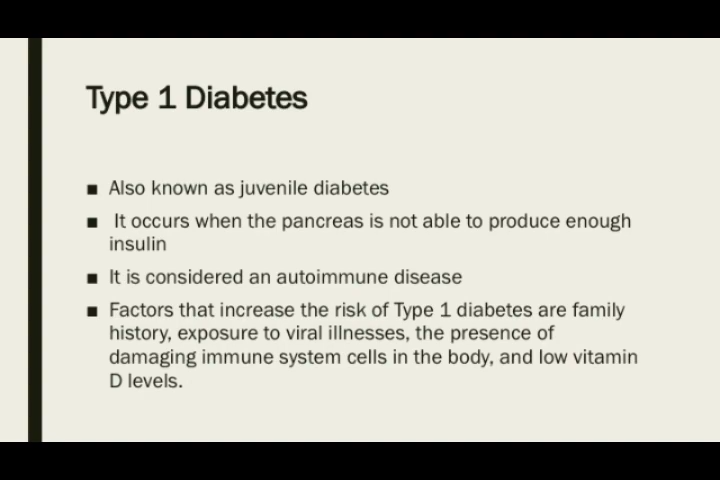 Type 1 Diabetes
■ Also known as juvenile diabetes
■ It occurs when the pancreas is not able to produce enough
insulin
■ It is considered an autoimmune disease
■ Factors that increase the risk of Type 1 diabetes are family
history, exposure to viral illnesses, the presence of
damaging immune system cells in the body, and low vitamin
D levels.